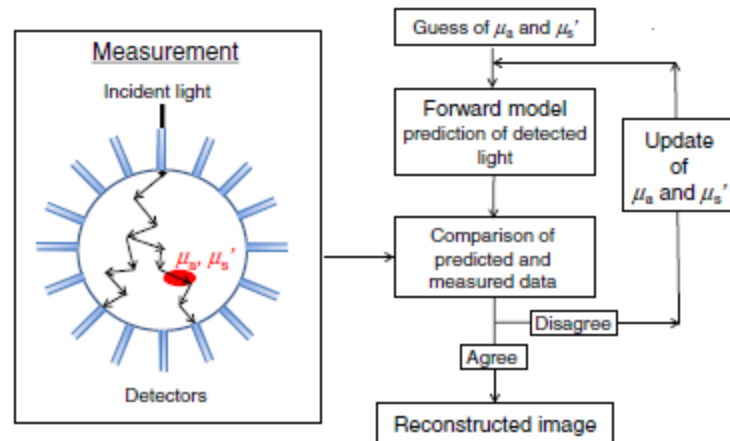 Measurement
Incident light
μa, μs'
Detectors
Guess of μa and μs'
Forward model
prediction of detected
light
Comparison of
predicted and
measured data
Disagree
Agree
Reconstructed image
Update
of
μa and μs'